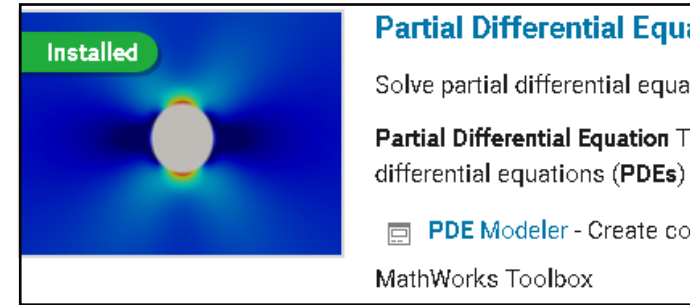 Installed
Partial Differential Equa
Solve partial differential equa
Partial Differential Equation T
differential equations (PDEs)
PDE Modeler - Create co
MathWorks Toolbox